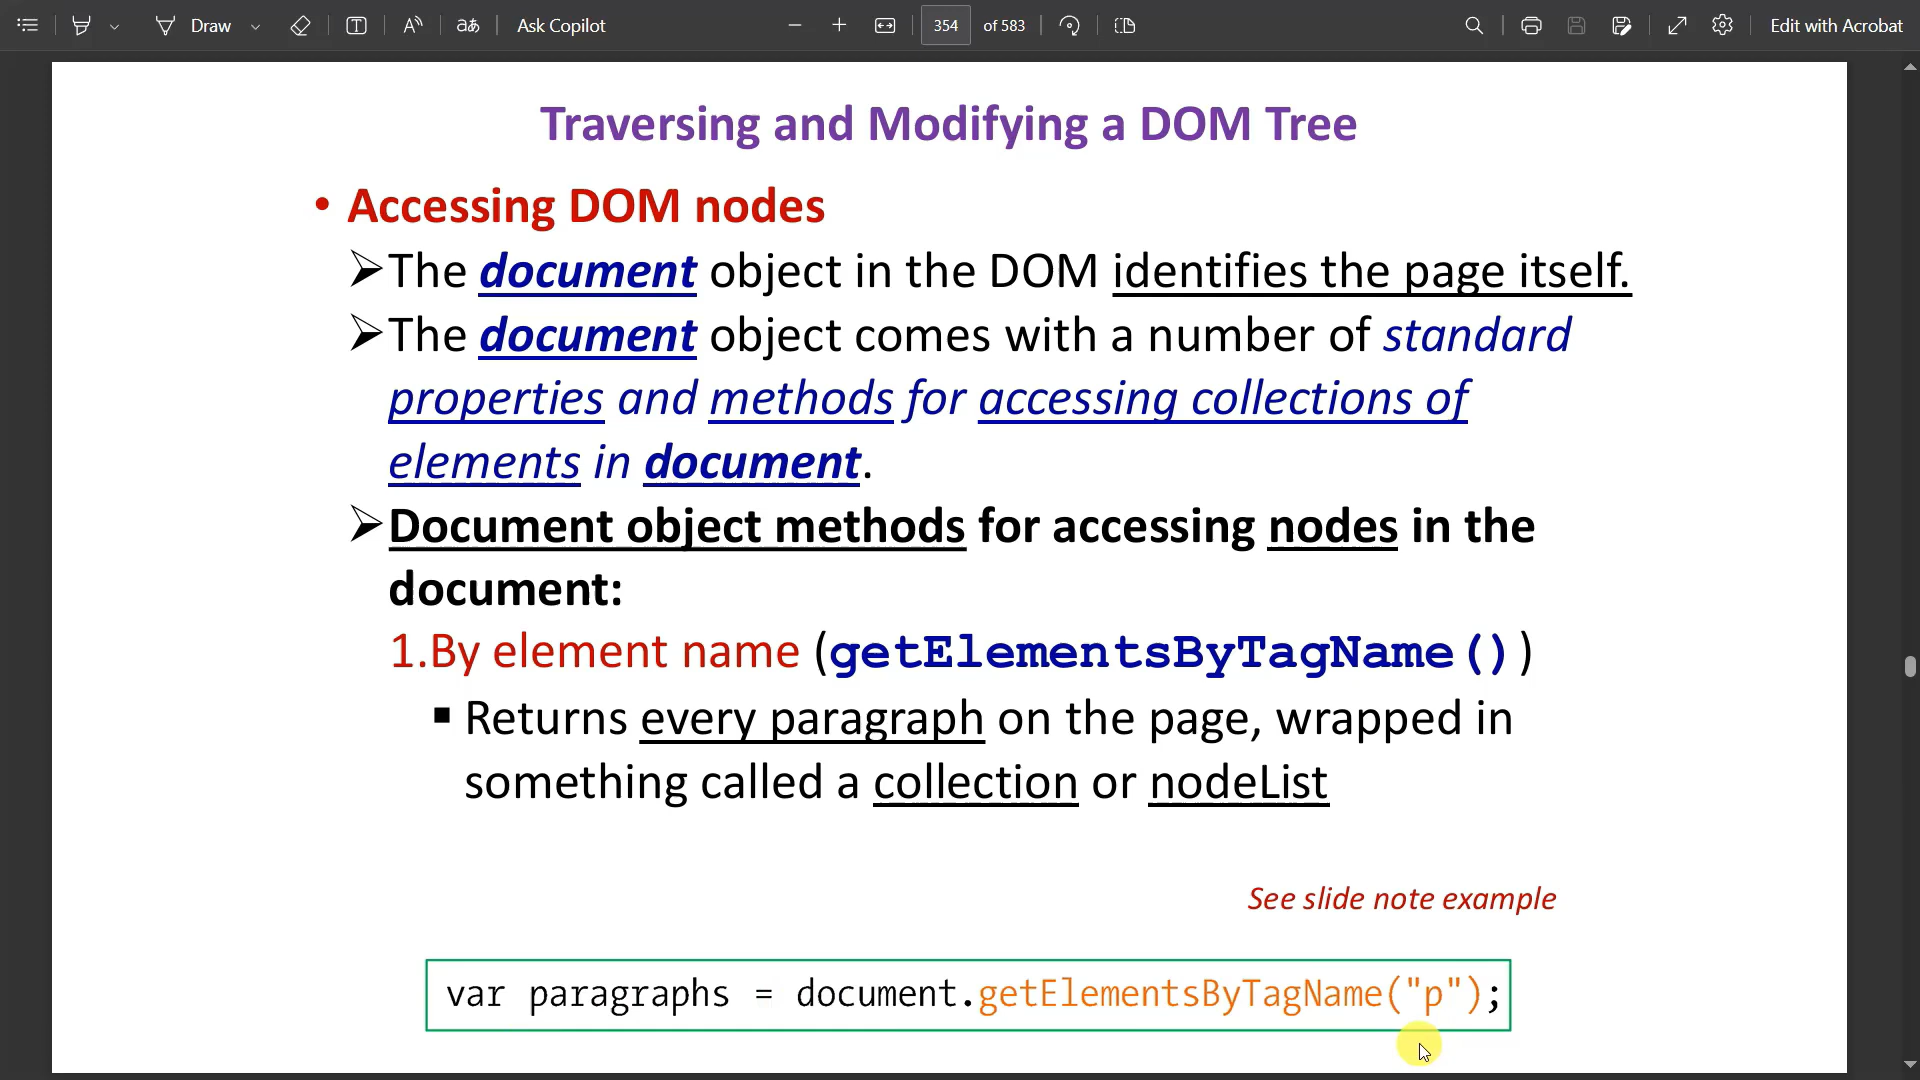 Draw
Ask Copilot
354 of 583
Edit with Acrobat
Traversing and Modifying a DOM Tree
• Accessing DOM nodes
➢The document object in the DOM identifies the page itself.
➢The document object comes with a number of standard
properties and methods for accessing collections of
elements in document.
➢Document object methods for accessing nodes in the
document:
1.By element name (getElementsByTagName())
▪ Returns every paragraph on the page, wrapped in
something called a collection or nodeList
See slide note example
var paragraphs = document.getElementsByTagName("p");